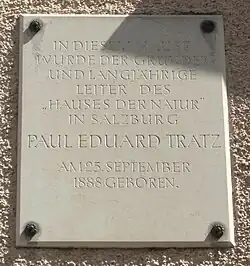 IN DIESEM HAUSE
WURDE DER GRÜNDER
UND LANGJÄHRIGE
LEITER DES
„HAUSES DER NATUR"
IN SALZBURG
PAUL EDUARD TRATZ
AM 25. SEPTEMBER
1888 GEBOREN.